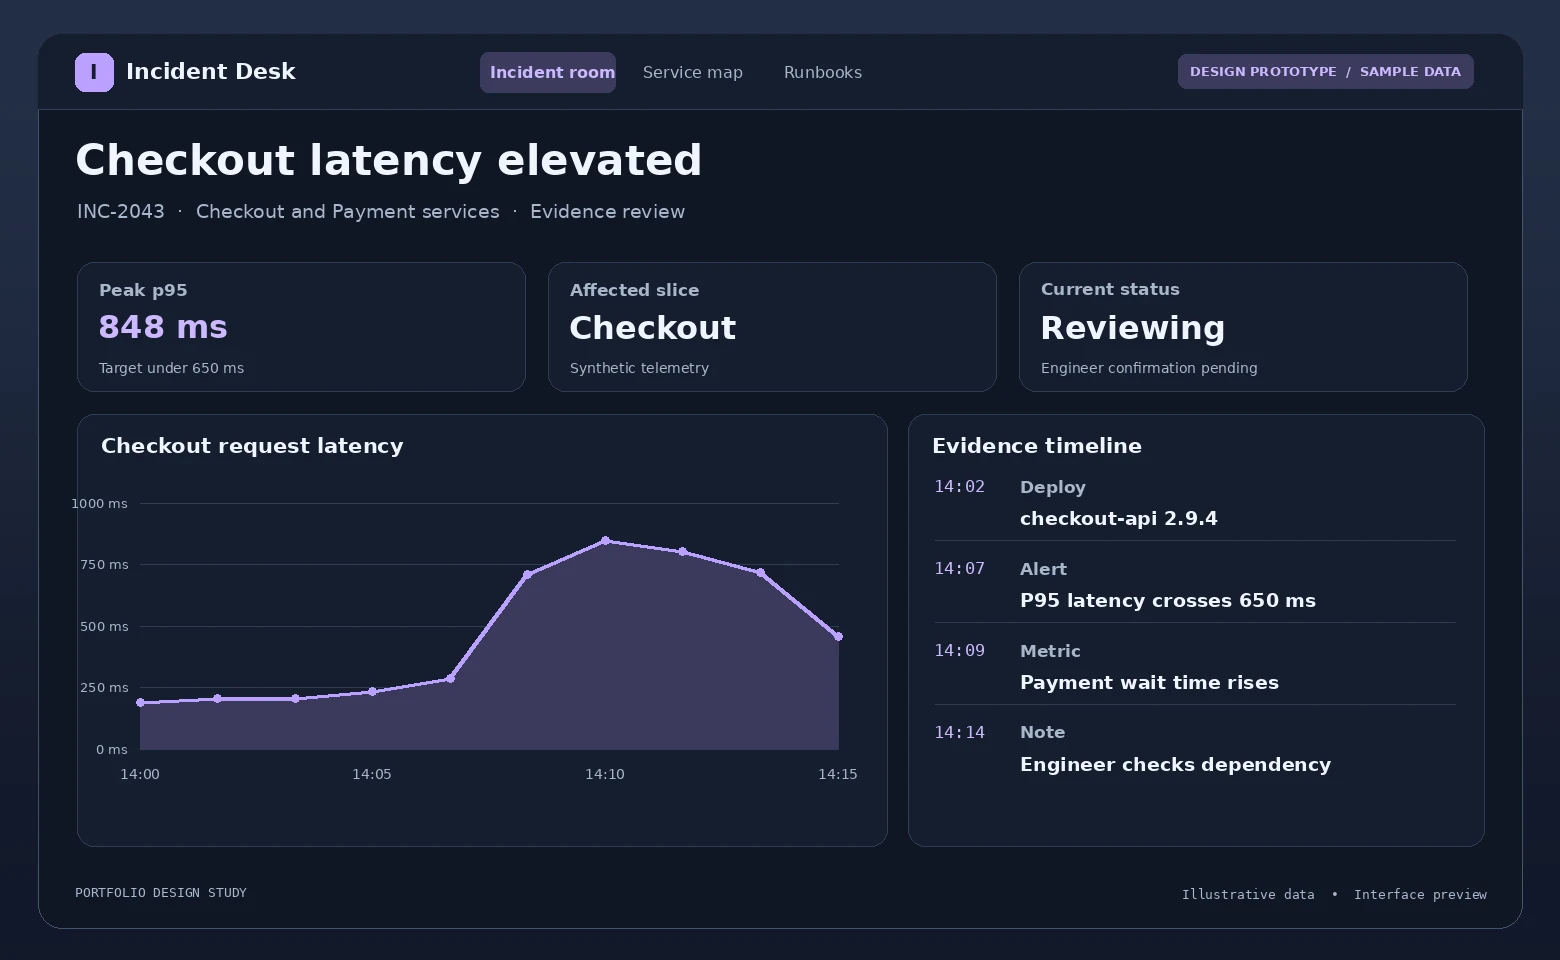 I Incident Desk Incident room Service map Runbooks DESIGN PROTOTYPE / SAMPLE DATA
Checkout latency elevated
INC-2043 · Checkout and Payment services · Evidence review
Peak p95
848 ms
Target under 650 ms
Affected slice
Checkout
Synthetic telemetry
Current status
Reviewing
Engineer confirmation pending
Checkout request latency
1000 ms
750 ms
500 ms
250 ms
0 ms
14:00 14:05 14:10 14:15
Evidence timeline
14:02 Deploy
checkout-api 2.9.4
14:07 Alert
P95 latency crosses 650 ms
14:09 Metric
Payment wait time rises
14:14 Note
Engineer checks dependency
PORTFOLIO DESIGN STUDY
Illustrative data • Interface preview